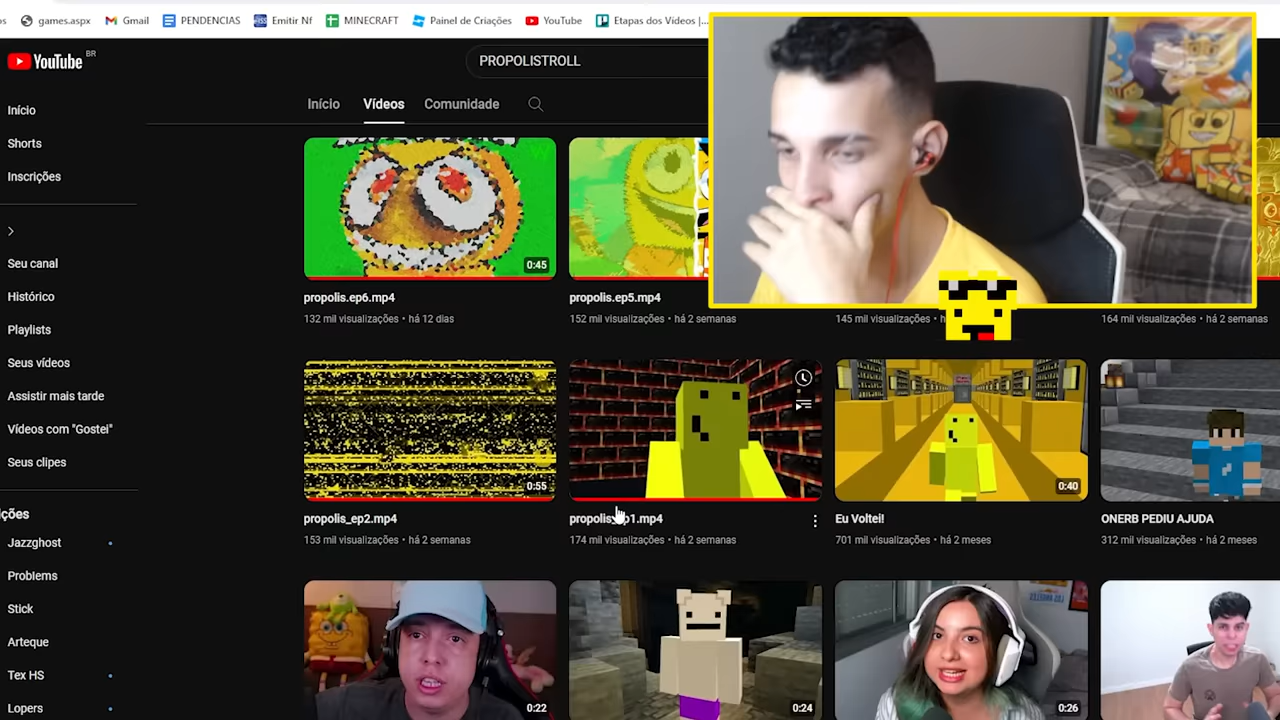 games.aspx
Gmail
PENDENCIAS
Emitir Nf
MINECRAFT
Painel de Criações
YouTube
Etapas dos Vídeos |...
YouTube BR
PROPOLISTROLL
Início
Vídeos
Comunidade
Início
Shorts
Inscrições
Seu canal
Histórico
Playlists
Seus vídeos
Assistir mais tarde
Vídeos com "Gostei"
Seus clipes
ções
Jazzghost
Problems
Stick
Arteque
Tex HS
Lopers
0:45
propolis.ep6.mp4
132 mil visualizações • há 12 dias
propolis.ep5.mp4
152 mil visualizações • há 2 semanas
145 mil visualizações
164 mil visualizações • há 2 semanas
0:55
propolis_ep2.mp4
153 mil visualizações • há 2 semanas
174 mil visualizações • há 2 semanas
0:40
Eu Voltei!
701 mil visualizações • há 2 meses
ONERB PEDIU AJUDA
312 mil visualizações • há 2 meses
0:22
0:24
0:26